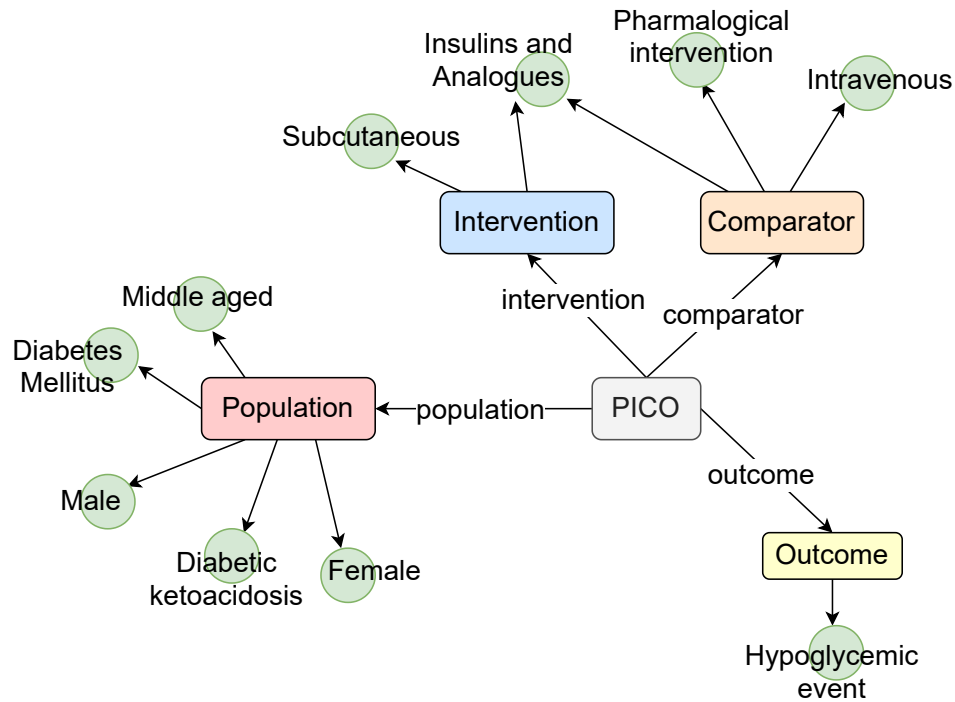 Pharmalogical
intervention
Insulins and
Analogues
Intravenous
Subcutaneous
Intervention
Comparator
intervention
comparator
Middle aged
Diabetes
Mellitus
Population
population
PICO
outcome
Male
Diabetic
ketoacidosis
Female
Outcome
Hypoglycemic
event